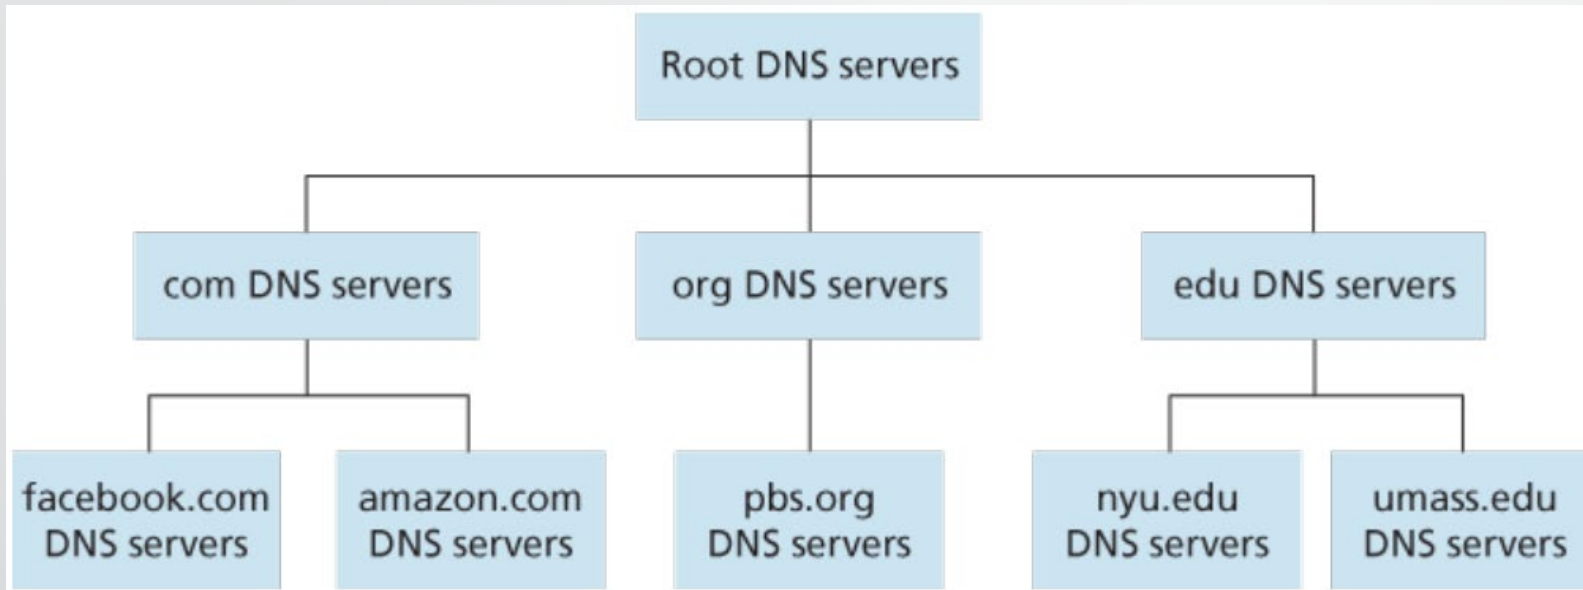 Root DNS servers
com DNS servers
org DNS servers
edu DNS servers
facebook.com
DNS servers
amazon.com
DNS servers
pbs.org
DNS servers
nyu.edu
DNS servers
umass.edu
DNS servers